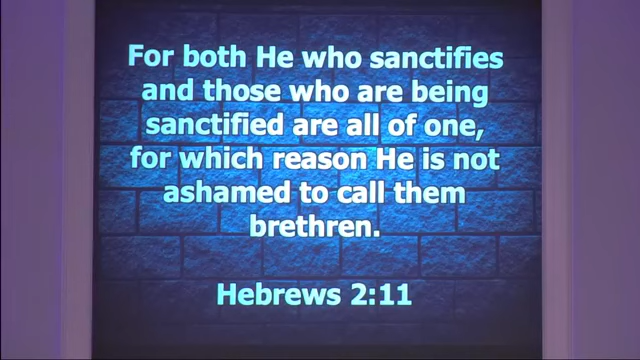 For both He who sanctifies
and those who are being
sanctified are all of one,
for which reason He is not
ashamed to call them
brethren.
Hebrews 2:11